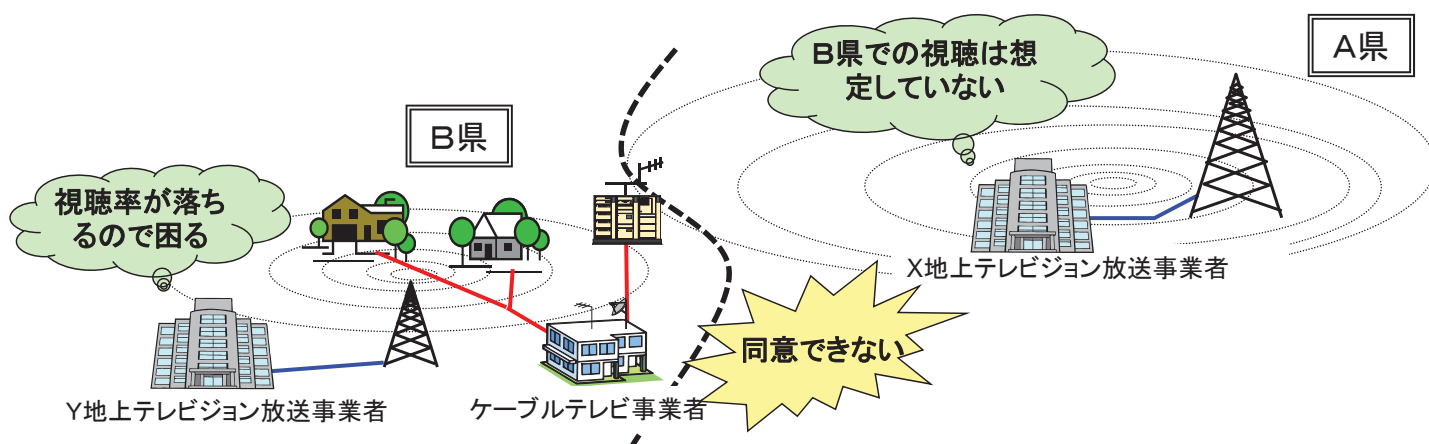 A県
B県での視聴は想
定していない
B県
視聴率が落ち
るので困る
X地上テレビジョン放送事業者
同意できない
Y地上テレビジョン放送事業者
ケーブルテレビ事業者